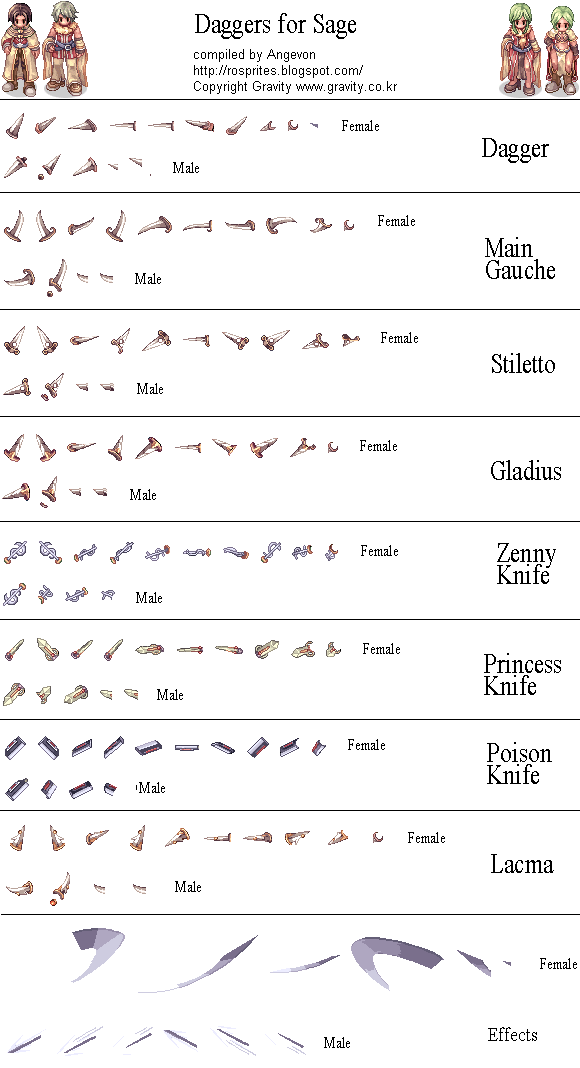 Daggers for Sage
compiled by Angevon
http://rosprites.blogspot.com/
Copyright Gravity www.gravity.co.kr
Female
Dagger
Male
Female
Main
Gauche
Male
Female
Stiletto
Male
Female
Gladius
Male
Female
Zenny
Knife
Male
Female
Princess
Knife
Male
Female
Poison
Knife
Male
Female
Lacma
Male
Female
Effects
Male